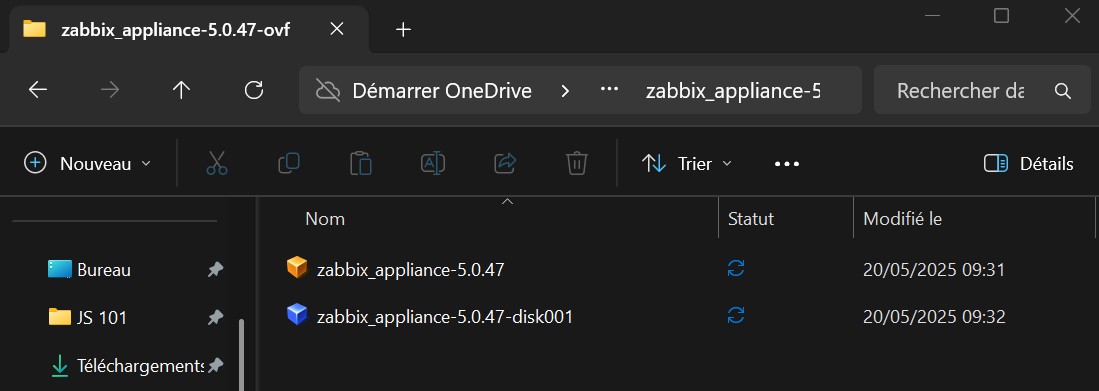 zabbix_appliance-5.0.47-ovf
Démarrer OneDrive > ... zabbix_appliance-5 Rechercher da
Nouveau Trier ... Détails
Nom Statut Modifié le
Bureau zabbix_appliance-5.0.47 20/05/2025 09:31
JS 101 zabbix_appliance-5.0.47-disk001 20/05/2025 09:32
Téléchargements